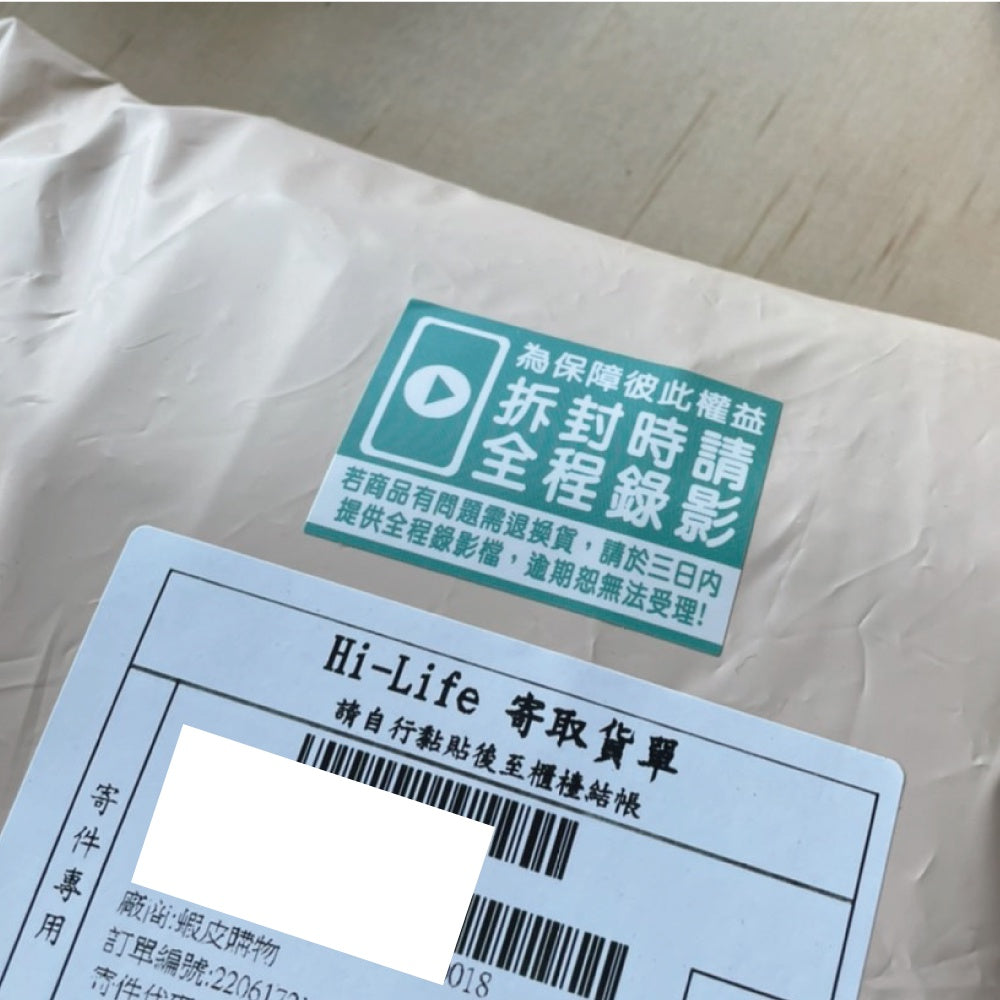 為保障彼此權益
拆封時請
全程錄影
若商品有問題需退換貨，請於三日內
提供全程錄影檔，逾期恕無法受理!
Hi-Life 寄取貨單
請自行黏貼後至櫃檯結帳
寄件專用
廠商:蝦皮購物
018
訂單編號:2206172
寄件代